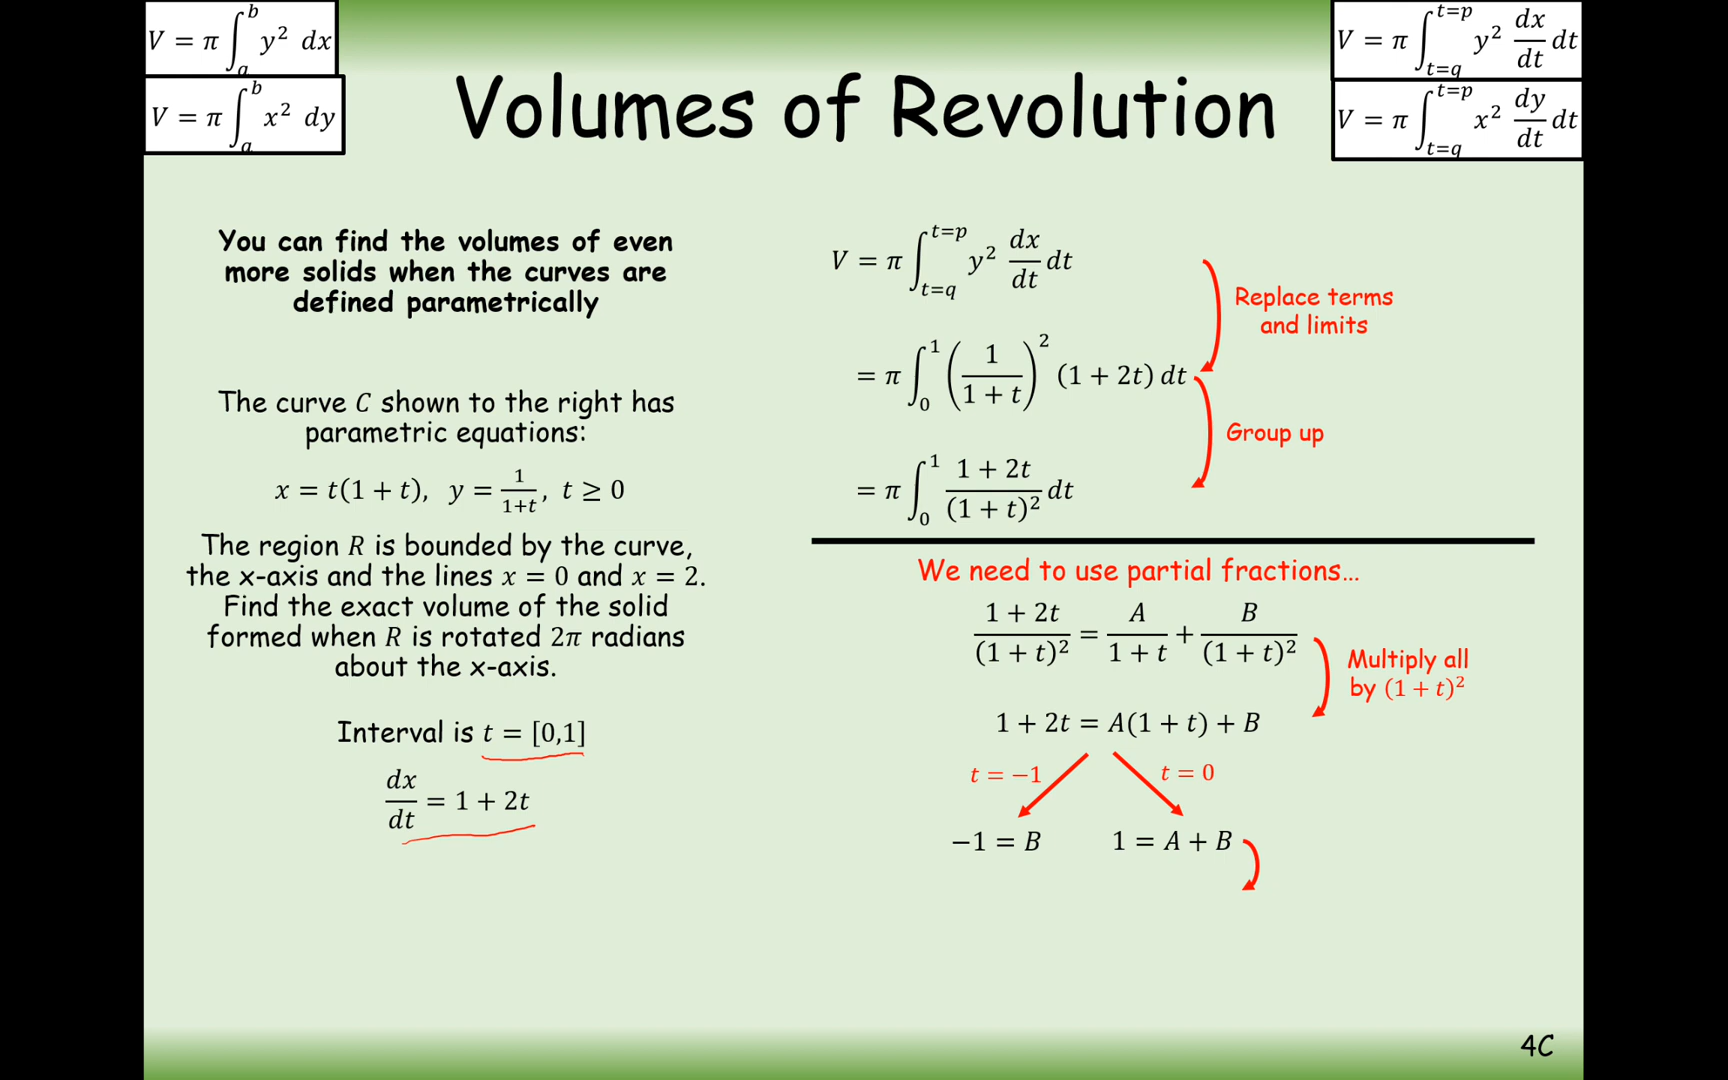 V = π ∫_a^b y² dx
V = π ∫_a^b x² dy
Volumes of Revolution
V = π ∫_{t=q}^{t=p} y² dx/dt dt
V = π ∫_{t=q}^{t=p} x² dy/dt dt
You can find the volumes of even
more solids when the curves are
defined parametrically
The curve C shown to the right has
parametric equations:
x = t(1 + t), y = 1/(1+t), t ≥ 0
The region R is bounded by the curve,
the x-axis and the lines x = 0 and x = 2.
Find the exact volume of the solid
formed when R is rotated 2π radians
about the x-axis.
Interval is t = [0,1]
dx/dt = 1 + 2t
V = π ∫_{t=q}^{t=p} y² dx/dt dt
Replace terms
and limits
= π ∫_0^1 (1/(1 + t))² (1 + 2t) dt
Group up
= π ∫_0^1 (1 + 2t)/(1 + t)² dt
We need to use partial fractions…
(1 + 2t)/(1 + t)² = A/(1 + t) + B/(1 + t)²
Multiply all
by (1 + t)²
1 + 2t = A(1 + t) + B
t = −1
t = 0
−1 = B
1 = A + B
4C